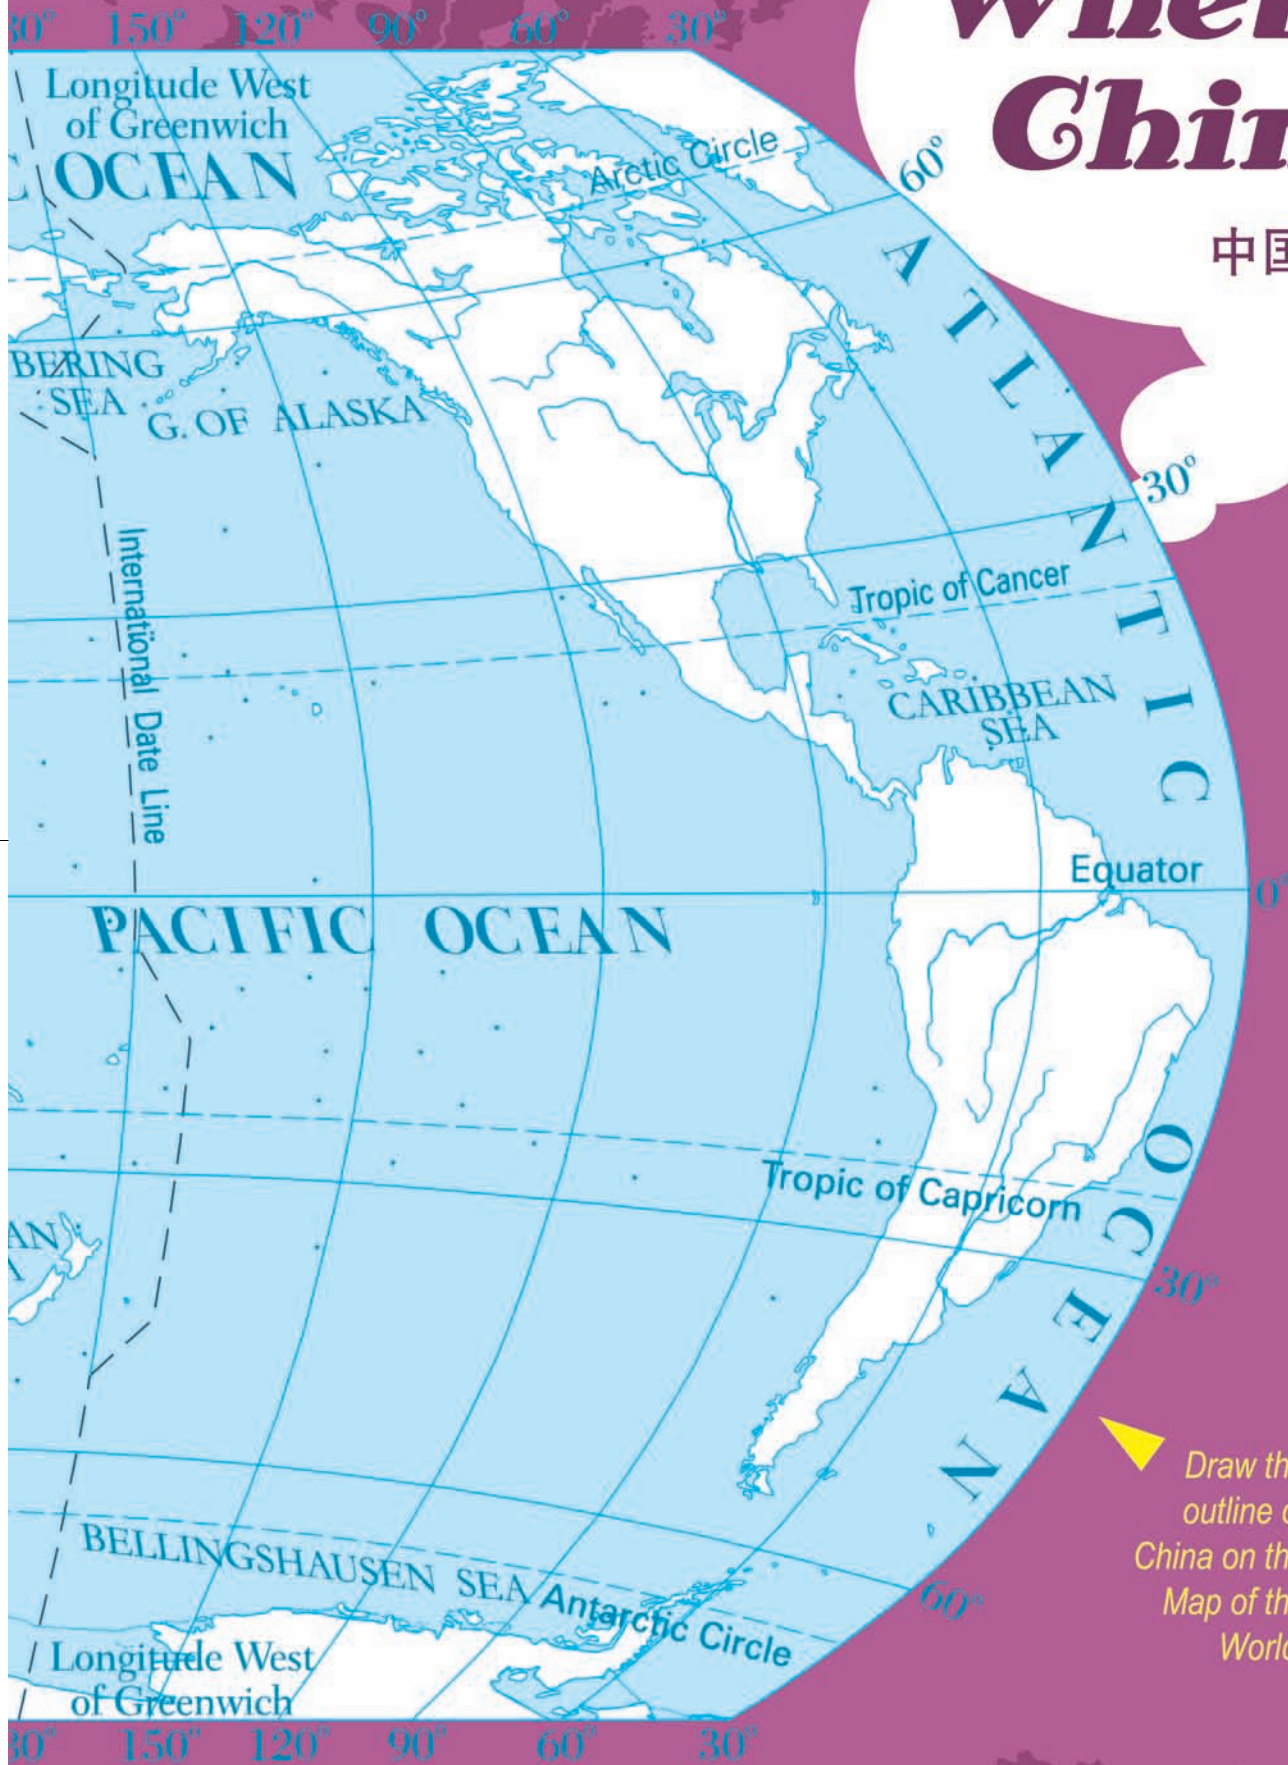 150° 120° 90° 60° 30°
Longitude West
of Greenwich
OCEAN
Arctic Circle
60°
中
ATLANTIC OCEAN
BERING
SEA
G. OF ALASKA
30°
International Date Line
Tropic of Cancer
CARIBBEAN
SEA
Equator
0°
PACIFIC OCEAN
Tropic of Capricorn
AN
30°
Draw th
outline
China on th
Map of th
World
BELLINGSHAUSEN SEA
Antarctic Circle
60°
Longitude West
of Greenwich
150° 120° 90° 60° 30°